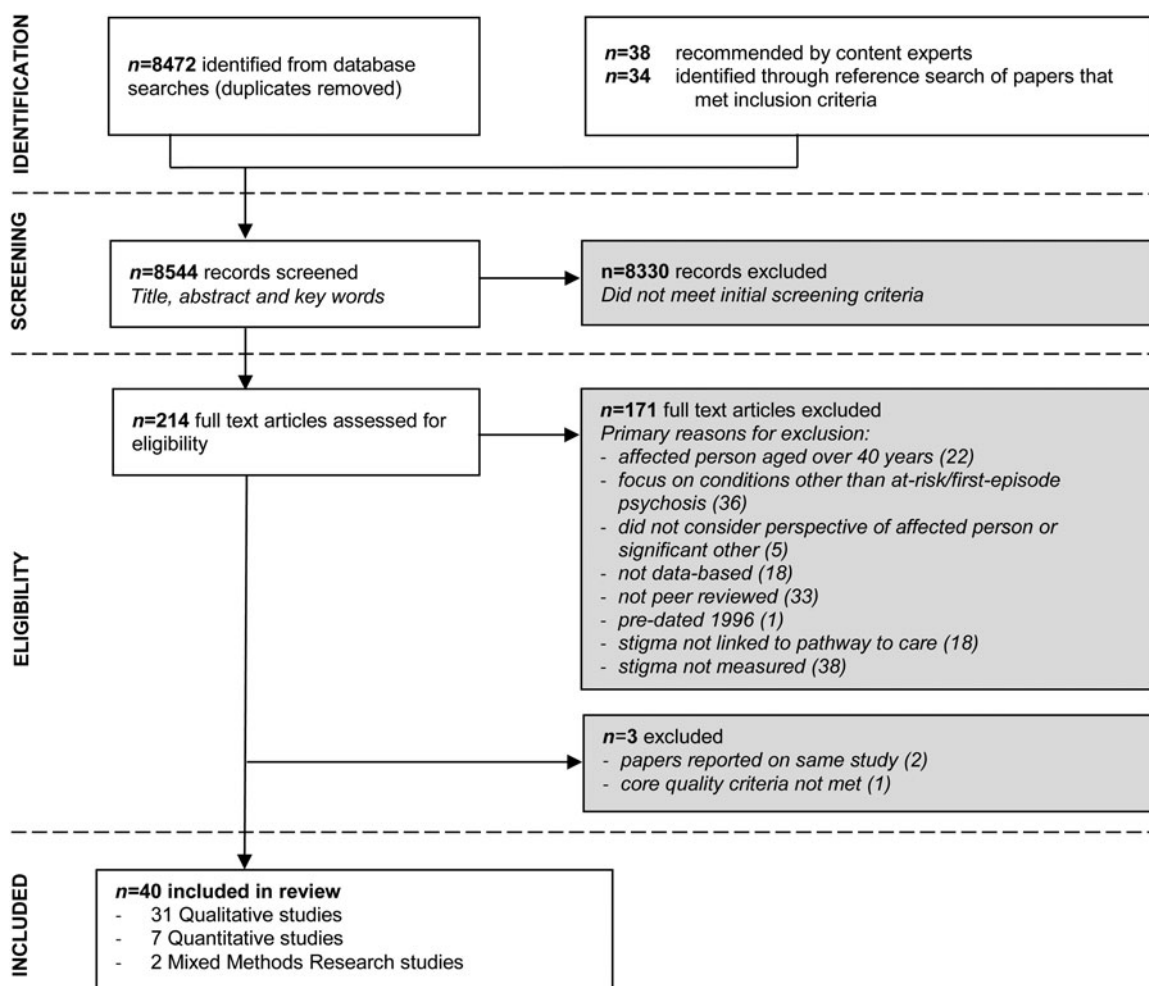 IDENTIFICATION
n=8472 identified from database
searches (duplicates removed)
n=38 recommended by content experts
n=34 identified through reference search of papers that
met inclusion criteria
SCREENING
n=8544 records screened
Title, abstract and key words
n=8330 records excluded
Did not meet initial screening criteria
ELIGIBILITY
n=214 full text articles assessed for
eligibility
n=171 full text articles excluded
Primary reasons for exclusion:
- affected person aged over 40 years (22)
- focus on conditions other than at-risk/first-episode
psychosis (36)
- did not consider perspective of affected person or
significant other (5)
- not data-based (18)
- not peer reviewed (33)
- pre-dated 1996 (1)
- stigma not linked to pathway to care (18)
- stigma not measured (38)
n=3 excluded
- papers reported on same study (2)
- core quality criteria not met (1)
INCLUDED
n=40 included in review
- 31 Qualitative studies
- 7 Quantitative studies
- 2 Mixed Methods Research studies